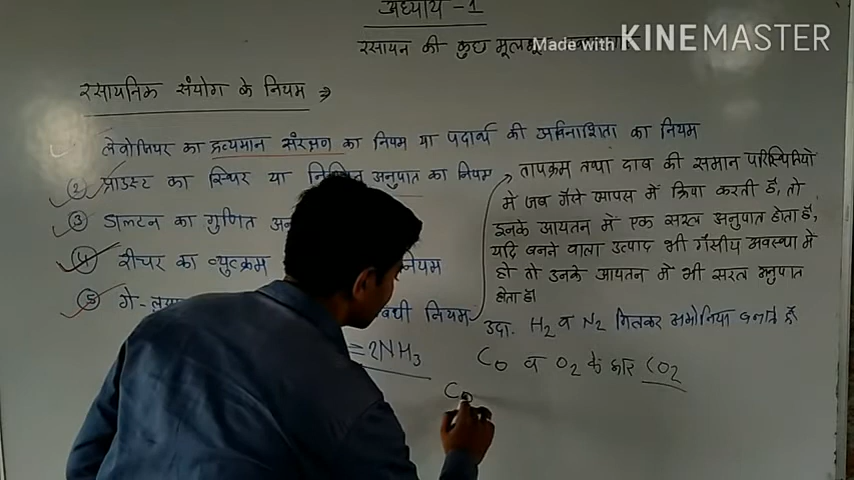 अध्याय -1
रसायन की कुछ मूलभूत
Made with KINEMASTER
रसायनिक संयोग के नियम →
लेवोजियर का द्रव्यमान संरक्षण का नियम या पदार्थ की अविनाशिता का नियम
② प्राउस्ट का स्थिर या निश्चित अनुपात का नियम
③ डाल्टन का गुणित
④ रीचर का व्युत्क्रम नियम
⑤ गे- नियम
= 2NH3
तापक्रम तथा दाब की समान परिस्थितियों
में जब गैसे आपस में क्रिया करती है, तो
इनके आयतन में एक सरल अनुपात होता है,
यदि बनने वाला उत्पाद भी गैसीय अवस्था मे
हो तो उनके आयतन में भी सरल अनुपात
होता है।
उदा. H2 व N2 मिलकर अमोनिया बनाते हैं
CO व O2 के CO2
CO